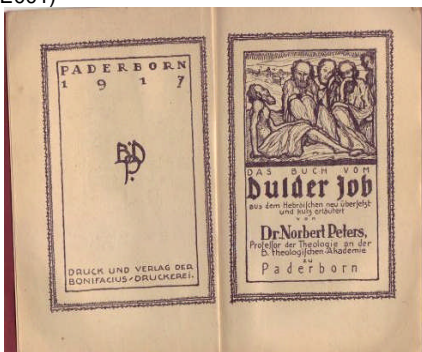 2001)
PADERBORN
1917
B.D
P.
DRUCK UND VERLAG DER
BONIFACIUS-DRUCKEREI.
DAS BUCH VOM
Dulder Job
aus dem Hebräischen neu übersetzt
und kurz erläutert
von
Dr. Norbert Peters,
Professor der Theologie an der
B. theologischen Akademie
zu
Paderborn